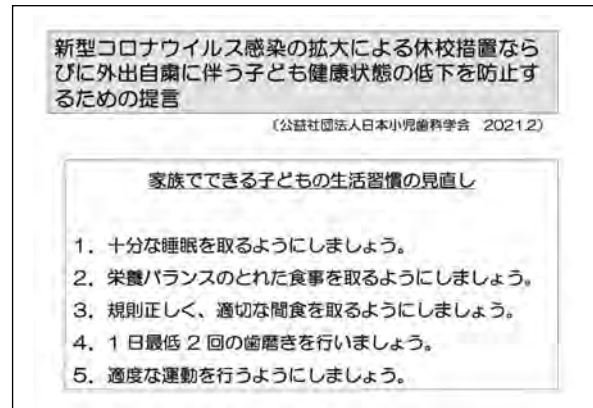 新型コロナウイルス感染の拡大による休校措置なら
びに外出自粛に伴う子ども健康状態の低下を防止す
るための提言
（公益社団法人日本小児歯科学会　2021.2）
家族でできる子どもの生活習慣の見直し
1．十分な睡眠を取るようにしましょう。
2．栄養バランスのとれた食事を取るようにしましょう。
3．規則正しく、適切な間食を取るようにしましょう。
4．1日最低2回の歯磨きを行いましょう。
5．適度な運動を行うようにしましょう。